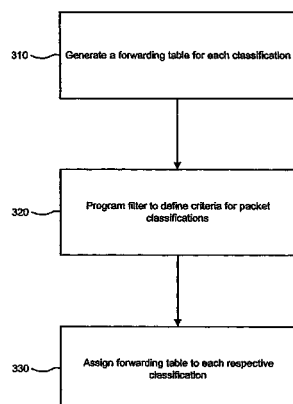 310
Generate a forwarding table for each classification
320
Program filter to define criteria for packet
classifications
330
Assign forwarding table to each respective
classification